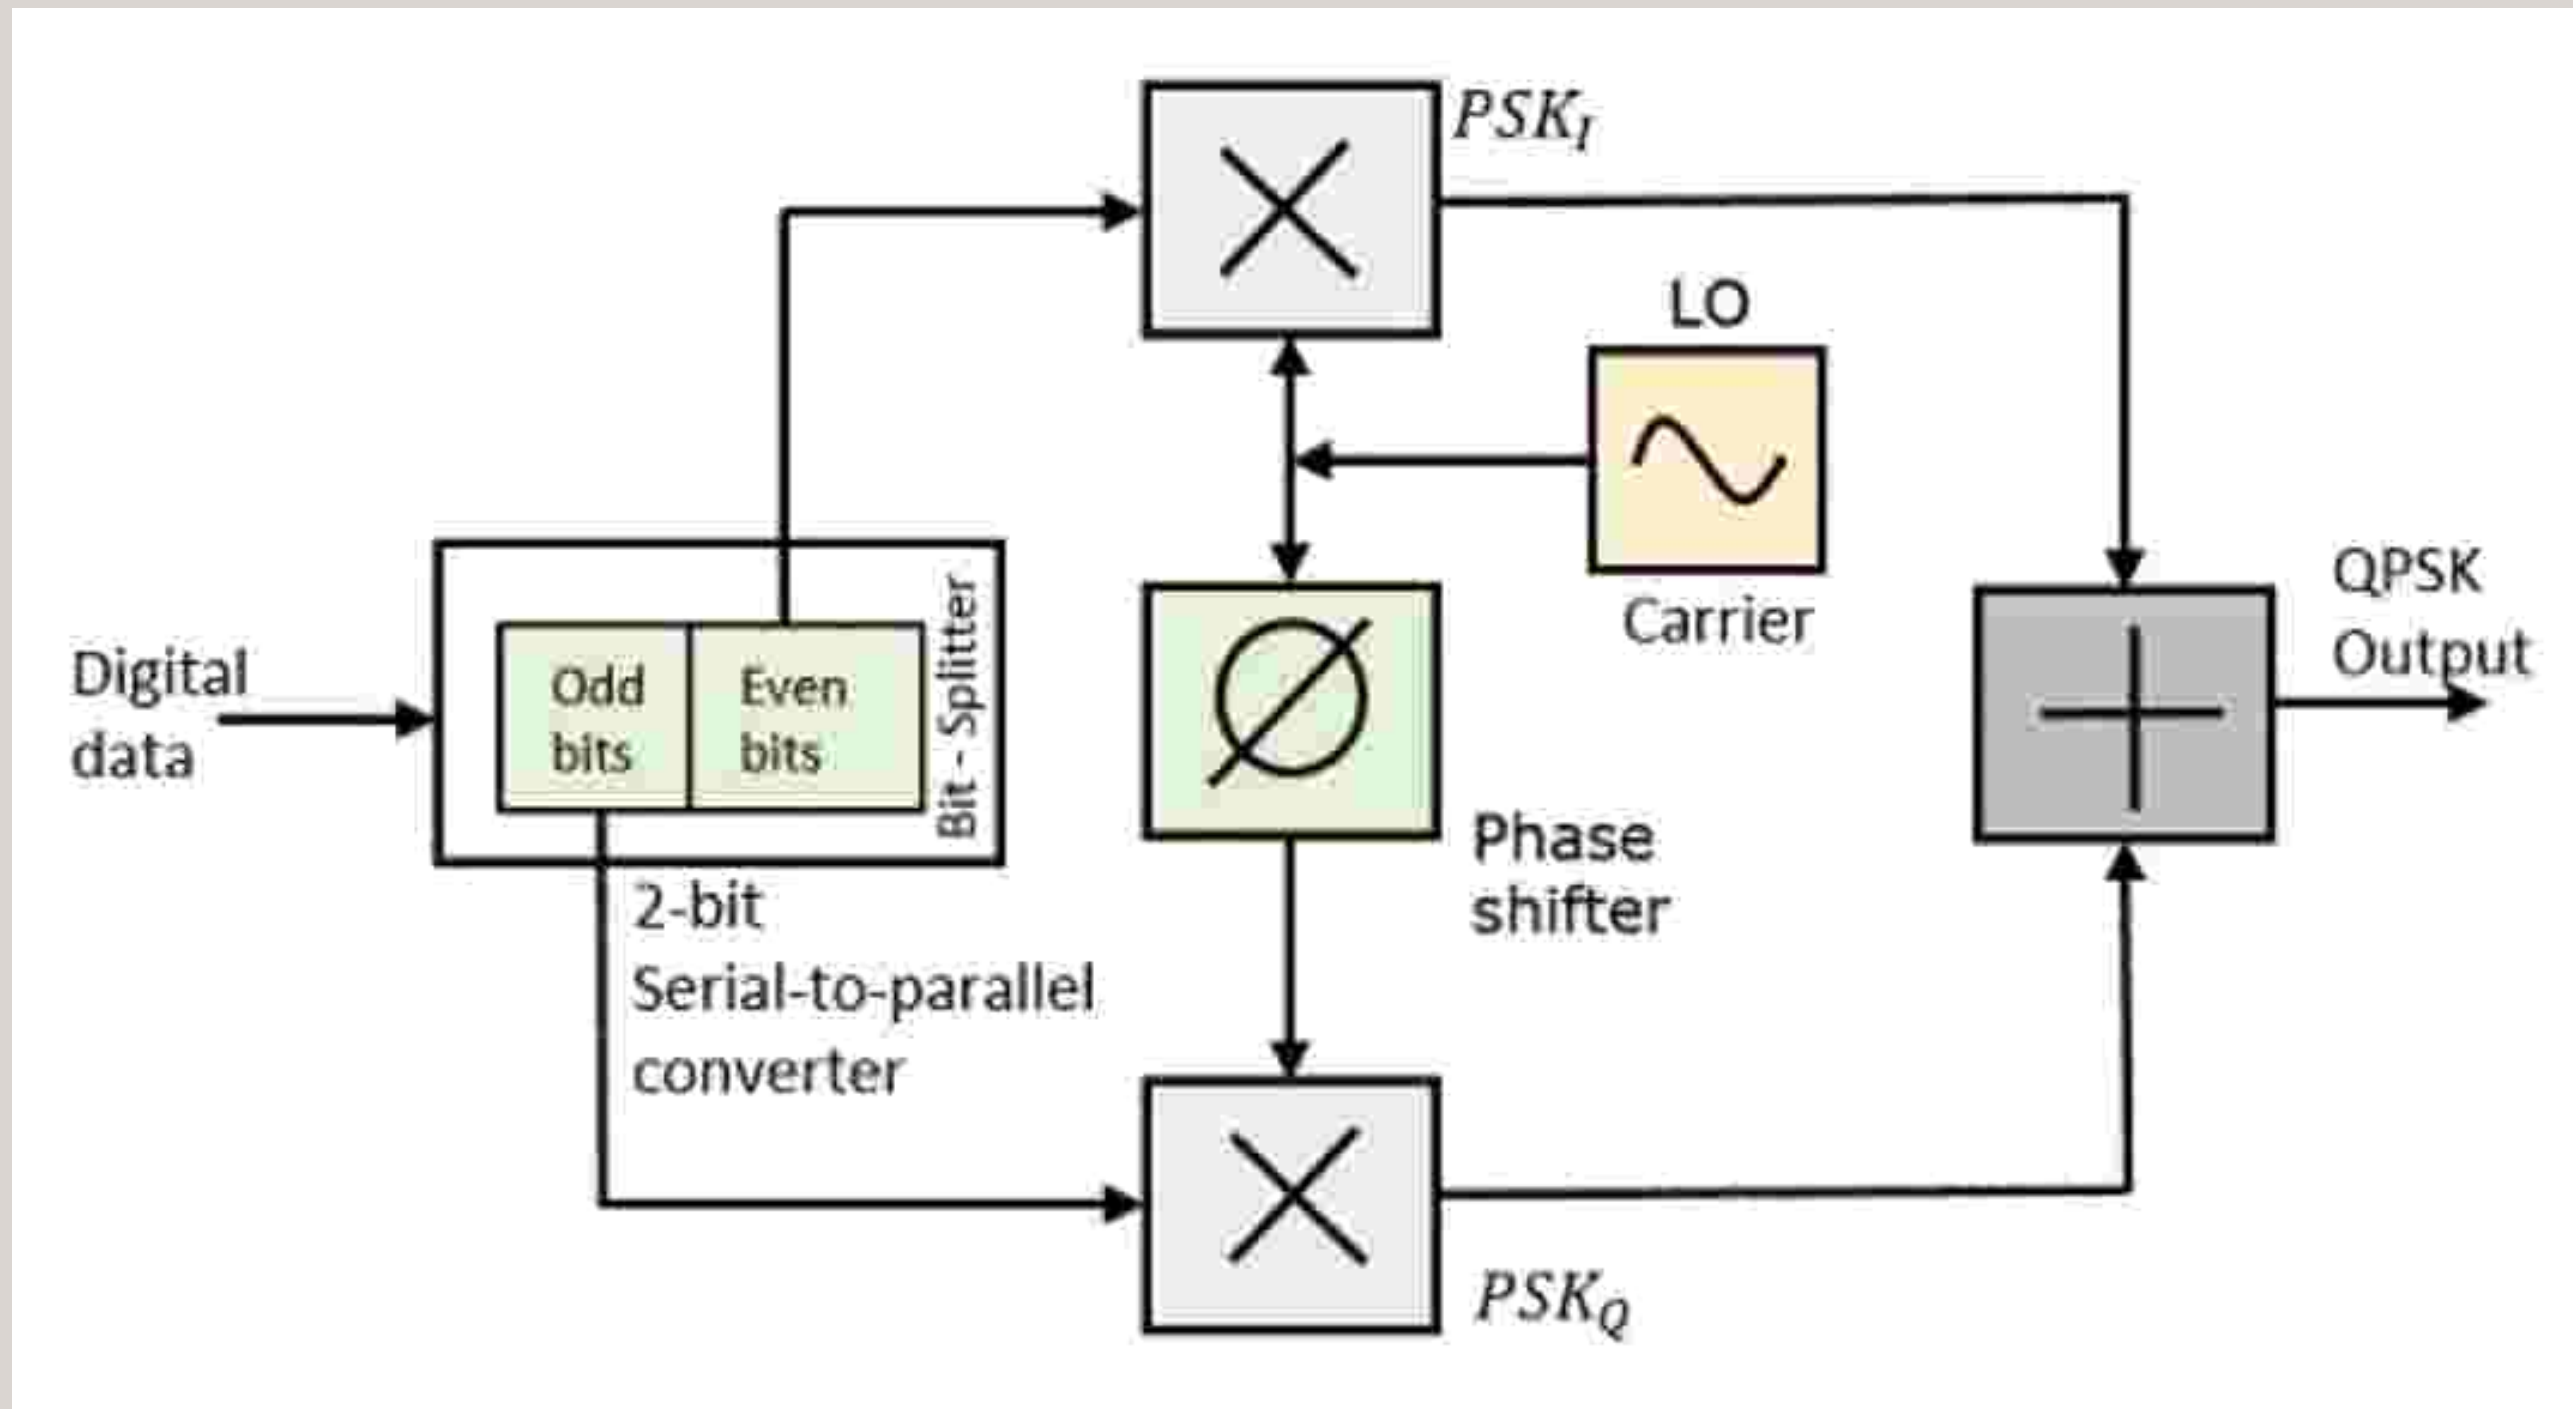 Digital
data
Odd
bits
Even
bits
Bit - Splitter
2-bit
Serial-to-parallel
converter
PSK_I
LO
Carrier
Phase
shifter
PSK_Q
QPSK
Output